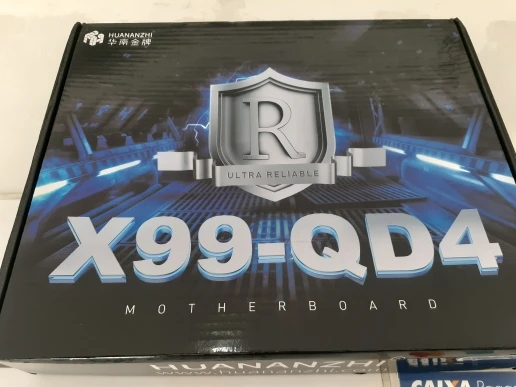 HUANANZHI
华南金牌
R
ULTRA RELIABLE
X99-QD4
MOTHERBOARD
HUANANZHI
CAIXA